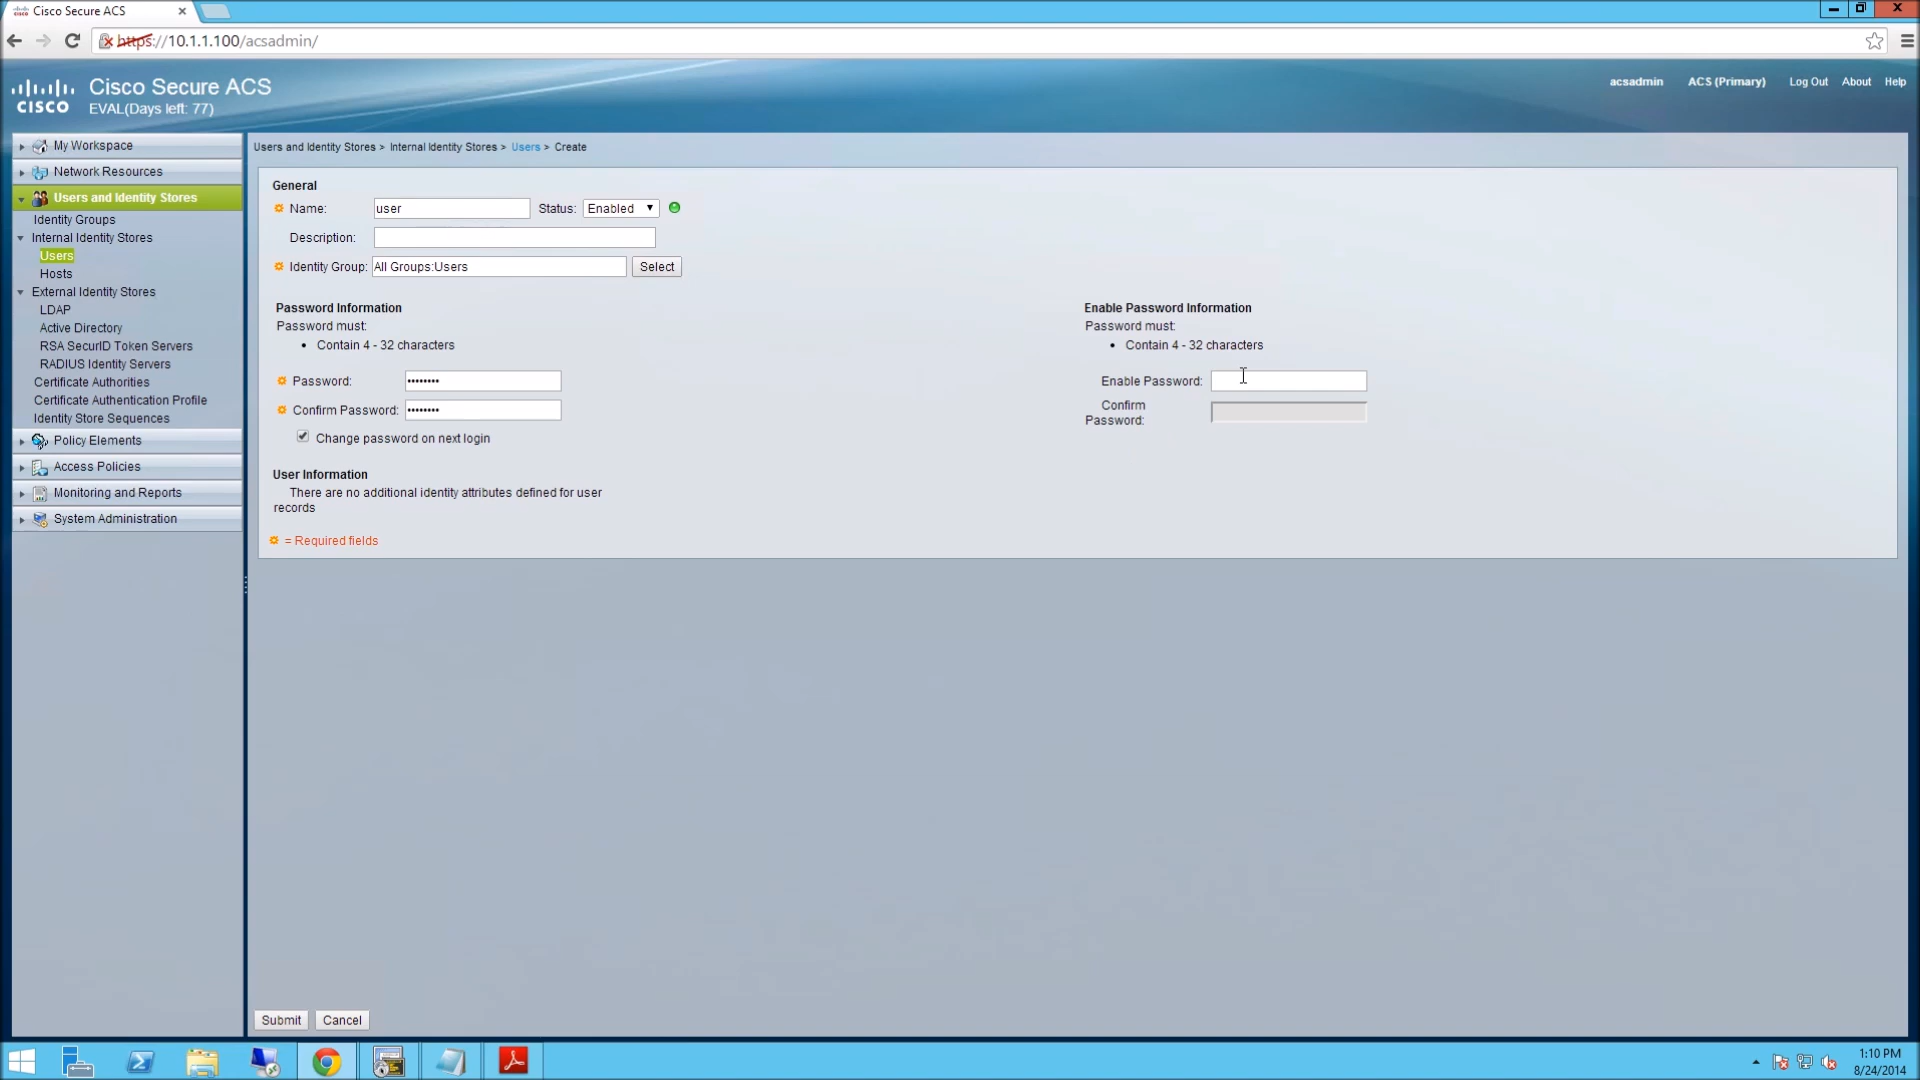 Cisco Secure ACS
https://10.1.1.100/acsadmin/
CISCO
Cisco Secure ACS
EVAL(Days left: 77)
acsadmin ACS (Primary) Log Out About Help
My Workspace
Network Resources
Users and Identity Stores
Identity Groups
Internal Identity Stores
Users
Hosts
External Identity Stores
LDAP
Active Directory
RSA SecurID Token Servers
RADIUS Identity Servers
Certificate Authorities
Certificate Authentication Profile
Identity Store Sequences
Policy Elements
Access Policies
Monitoring and Reports
System Administration
Users and Identity Stores > Internal Identity Stores > Users > Create
General
Name: user Status: Enabled
Description:
Identity Group: All Groups:Users Select
Password Information
Password must:
• Contain 4 - 32 characters
Password: ••••••••
Confirm Password: ••••••••
Change password on next login
User Information
There are no additional identity attributes defined for user
records
= Required fields
Enable Password Information
Password must:
• Contain 4 - 32 characters
Enable Password:
Confirm
Password:
Submit Cancel
1:10 PM
8/24/2014